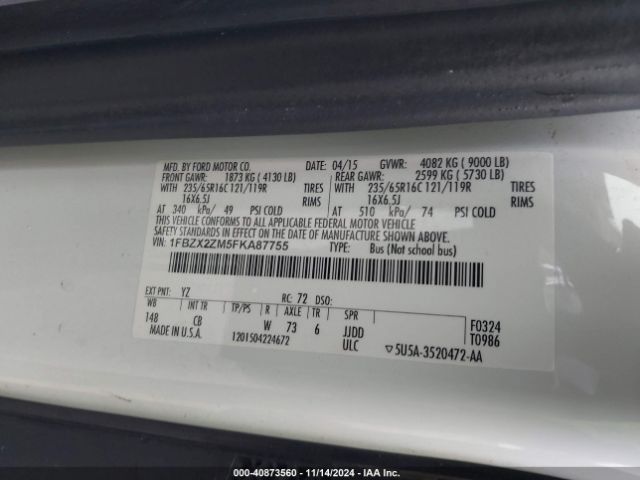 MFD. BY FORD MOTOR CO. 04/15 GVWR: 4082 KG ( 9000 LB)
FRONT GAWR: 1873 KG ( 4130 LB) REAR GAWR: 2599 KG ( 5730 LB)
WITH 235/65R16C 121/119R TIRES WITH 235/65R16C 121/119R TIRES
16X6.5J RIMS 16X6.5J RIMS
AT 340 kPa/ 49 PSI COLD AT 510 kPa/ 74 PSI COLD
THIS VEHICLE CONFORMS TO ALL APPLICABLE FEDERAL MOTOR VEHICLE
SAFETY STANDARDS IN EFFECT ON THE DATE OF MANUFACTURE SHOWN ABOVE.
VIN: 1FBZX2ZM5FKA87755 TYPE: Bus (Not school bus)
EXT PNT: YZ RC: 72 DSO:
WB INT TR TP/PS R AXLE TR SPR
148 CB W 73 6 JJDD F0324
MADE IN U.S.A. 1201504224672 ULC ▽5U5A-3520472-AA T0986
© - 40873560 - 11/14/2024 - IAA Inc.